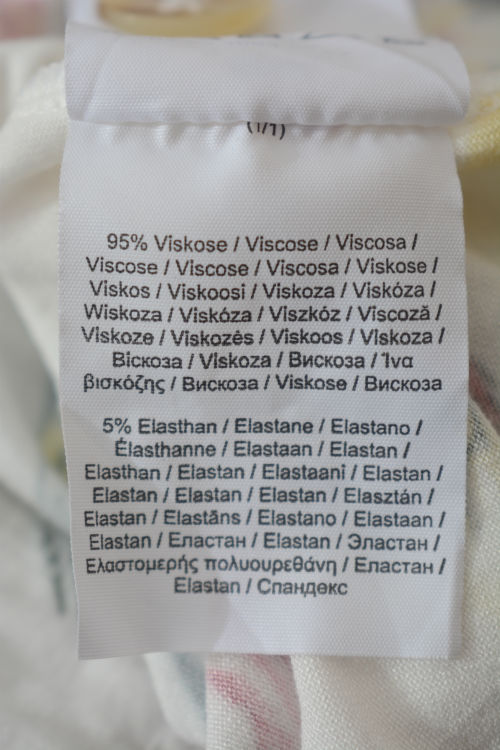 (1/1)
95% Viskose / Viscose / Viscosa /
Viscose / Viscose / Viscosa / Viskose /
Viskos / Viskoosi / Viskoza / Viskóza /
Wiskoza / Viskóza / Viszkóz / Viscoză /
Viskoze / Viskozės / Viskoos / Viskoza /
Віскоза / Viskoza / Вискоза / Ίνα
βισκόζης / Вискоза / Viskose / Вискоза
5% Elasthan / Elastane / Elastano /
Élasthanne / Elastaan / Elastan /
Elasthan / Elastan / Elastaani / Elastan /
Elastan / Elastan / Elastan / Elasztán /
Elastan / Elastāns / Elastano / Elastaan /
Elastan / Еластан / Elastan / Эластан /
Ελαστομερής πολυουρεθάνη / Еластан /
Elastan / Спандекс